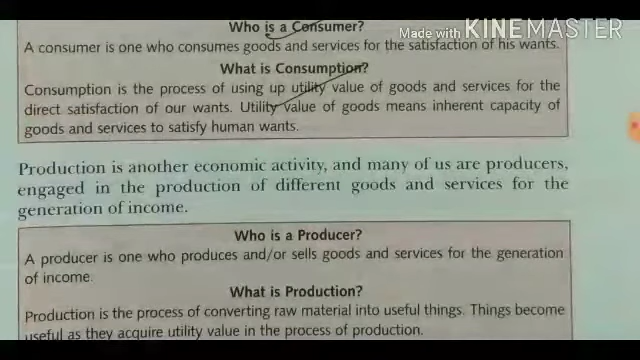 Who is a Consumer?
Made with KINEMASTER
A consumer is one who consumes goods and services for the satisfaction of his wants.
What is Consumption?
Consumption is the process of using up utility value of goods and services for the
direct satisfaction of our wants. Utility value of goods means inherent capacity of
goods and services to satisfy human wants.
Production is another economic activity, and many of us are producers,
engaged in the production of different goods and services for the
generation of income.
Who is a Producer?
A producer is one who produces and/or sells goods and services for the generation
of income.
What is Production?
Production is the process of converting raw material into useful things. Things become
useful as they acquire utility value in the process of production.